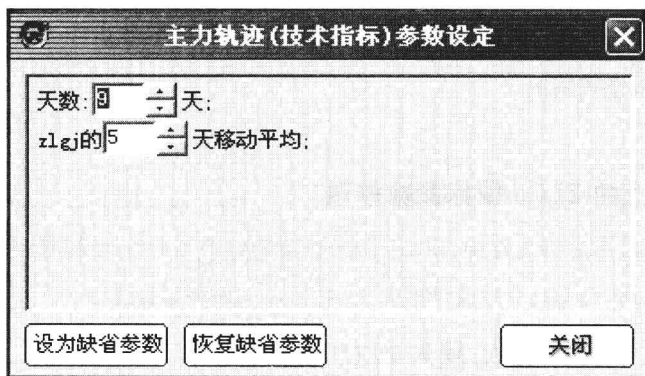 主力轨迹(技术指标)参数设定
天数:9天;
zlgj的5天移动平均;
设为缺省参数 恢复缺省参数 关闭